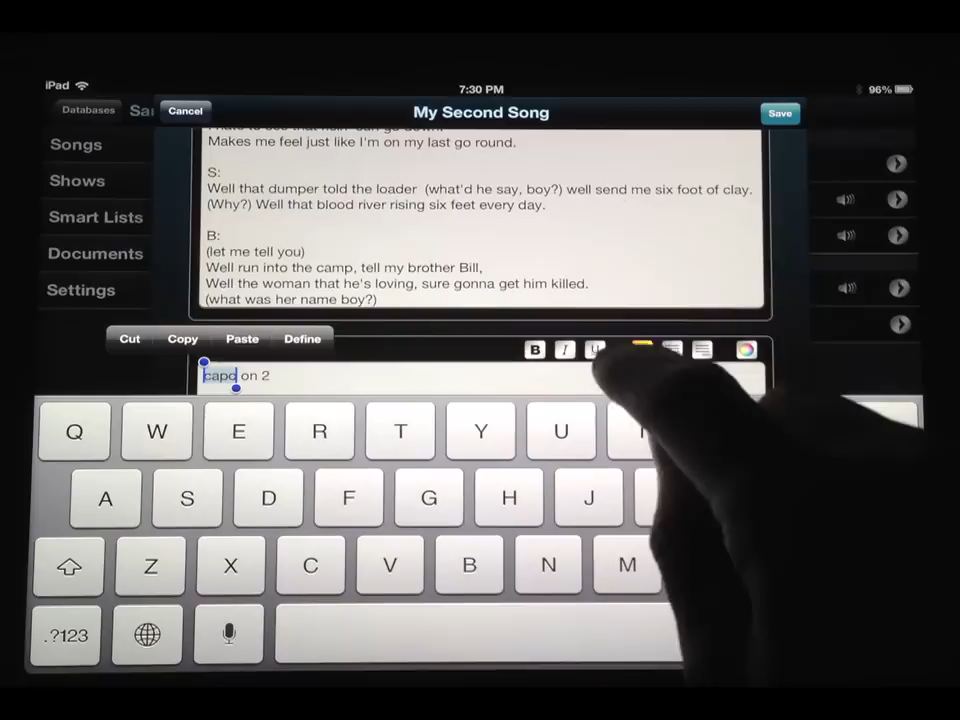 iPad
7:30 PM
96%
Databases
Cancel
My Second Song
Save
Songs
Shows
Smart Lists
Documents
Settings
Makes me feel just like I'm on my last go round.
S:
Well that dumper told the loader (what'd he say, boy?) well send me six foot of clay.
(Why?) Well that blood river rising six feet every day.
B:
(let me tell you)
Well run into the camp, tell my brother Bill,
Well the woman that he's loving, sure gonna get him killed.
(what was her name boy?)
Cut Copy Paste Define
B I U
capo on 2
Q W E R T Y U
A S D F G H J
Z X C V B N M
.?123